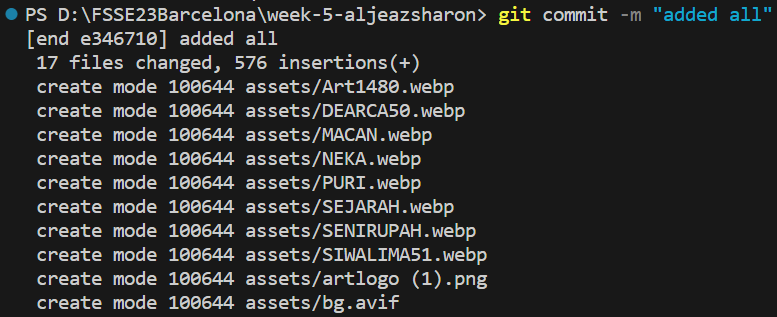 PS D:\FSSE23Barcelona\week-5-aljeazsharon> git commit -m "added all"
[end e346710] added all
 17 files changed, 576 insertions(+)
 create mode 100644 assets/Art1480.webp
 create mode 100644 assets/DEARCA50.webp
 create mode 100644 assets/MACAN.webp
 create mode 100644 assets/NEKA.webp
 create mode 100644 assets/PURI.webp
 create mode 100644 assets/SEJARAH.webp
 create mode 100644 assets/SENIRUPAH.webp
 create mode 100644 assets/SIWALIMA51.webp
 create mode 100644 assets/artlogo (1).png
 create mode 100644 assets/bg.avif